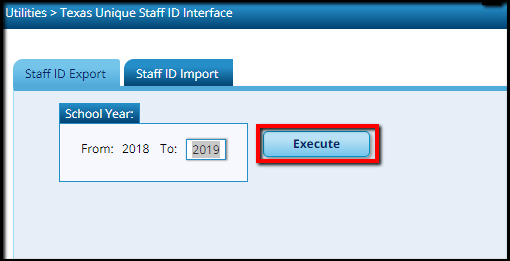 Utilities > Texas Unique Staff ID Interface
Staff ID Export Staff ID Import
School Year:
From: 2018 To: 2019 Execute